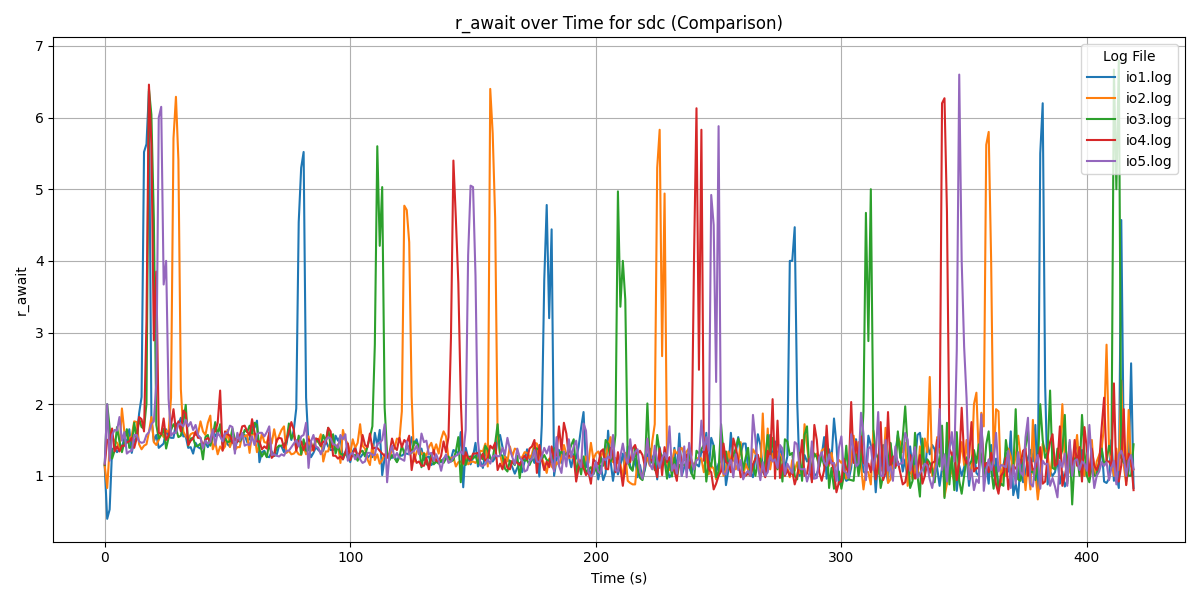 r_await over Time for sdc (Comparison)
r_await
7
6
5
4
3
2
1
0
100
200
300
400
Time (s)
Log File
io1.log
io2.log
io3.log
io4.log
io5.log